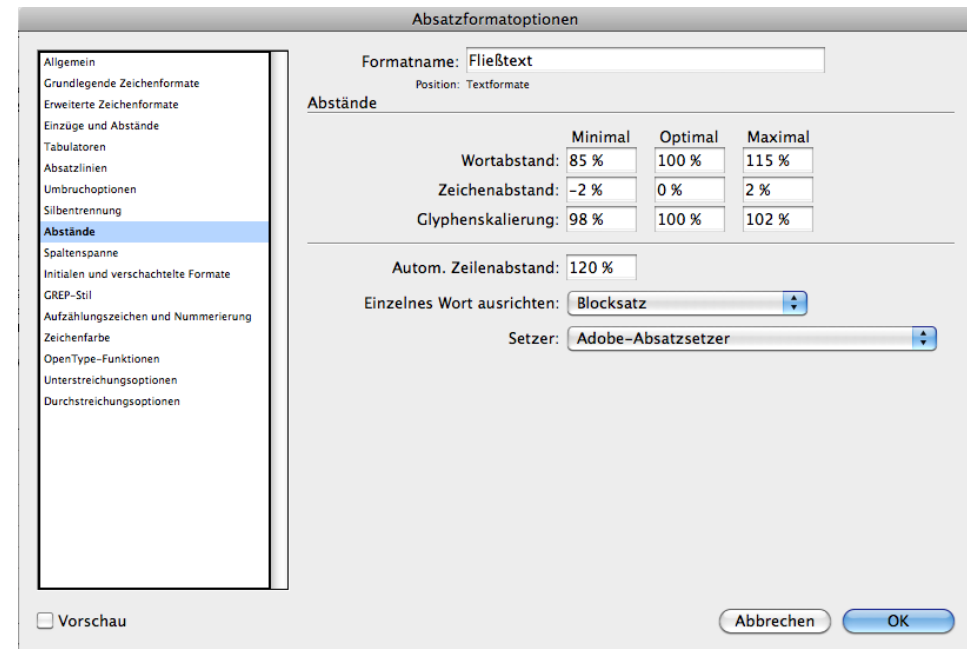 Absatzformatoptionen
Allgemein
Grundlegende Zeichenformate
Erweiterte Zeichenformate
Einzüge und Abstände
Tabulatoren
Absatzlinien
Umbruchoptionen
Silbentrennung
Abstände
Spaltenspanne
Initialen und verschachtelte Formate
GREP-Stil
Aufzählungszeichen und Nummerierung
Zeichenfarbe
OpenType-Funktionen
Unterstreichungsoptionen
Durchstreichungsoptionen
Formatname: Fließtext
Position: Textformate
Abstände
Minimal Optimal Maximal
Wortabstand: 85 % 100 % 115 %
Zeichenabstand: -2 % 0 % 2 %
Glyphenskalierung: 98 % 100 % 102 %
Autom. Zeilenabstand: 120 %
Einzelnes Wort ausrichten: Blocksatz
Setzer: Adobe-Absatzsetzer
Vorschau
Abbrechen OK